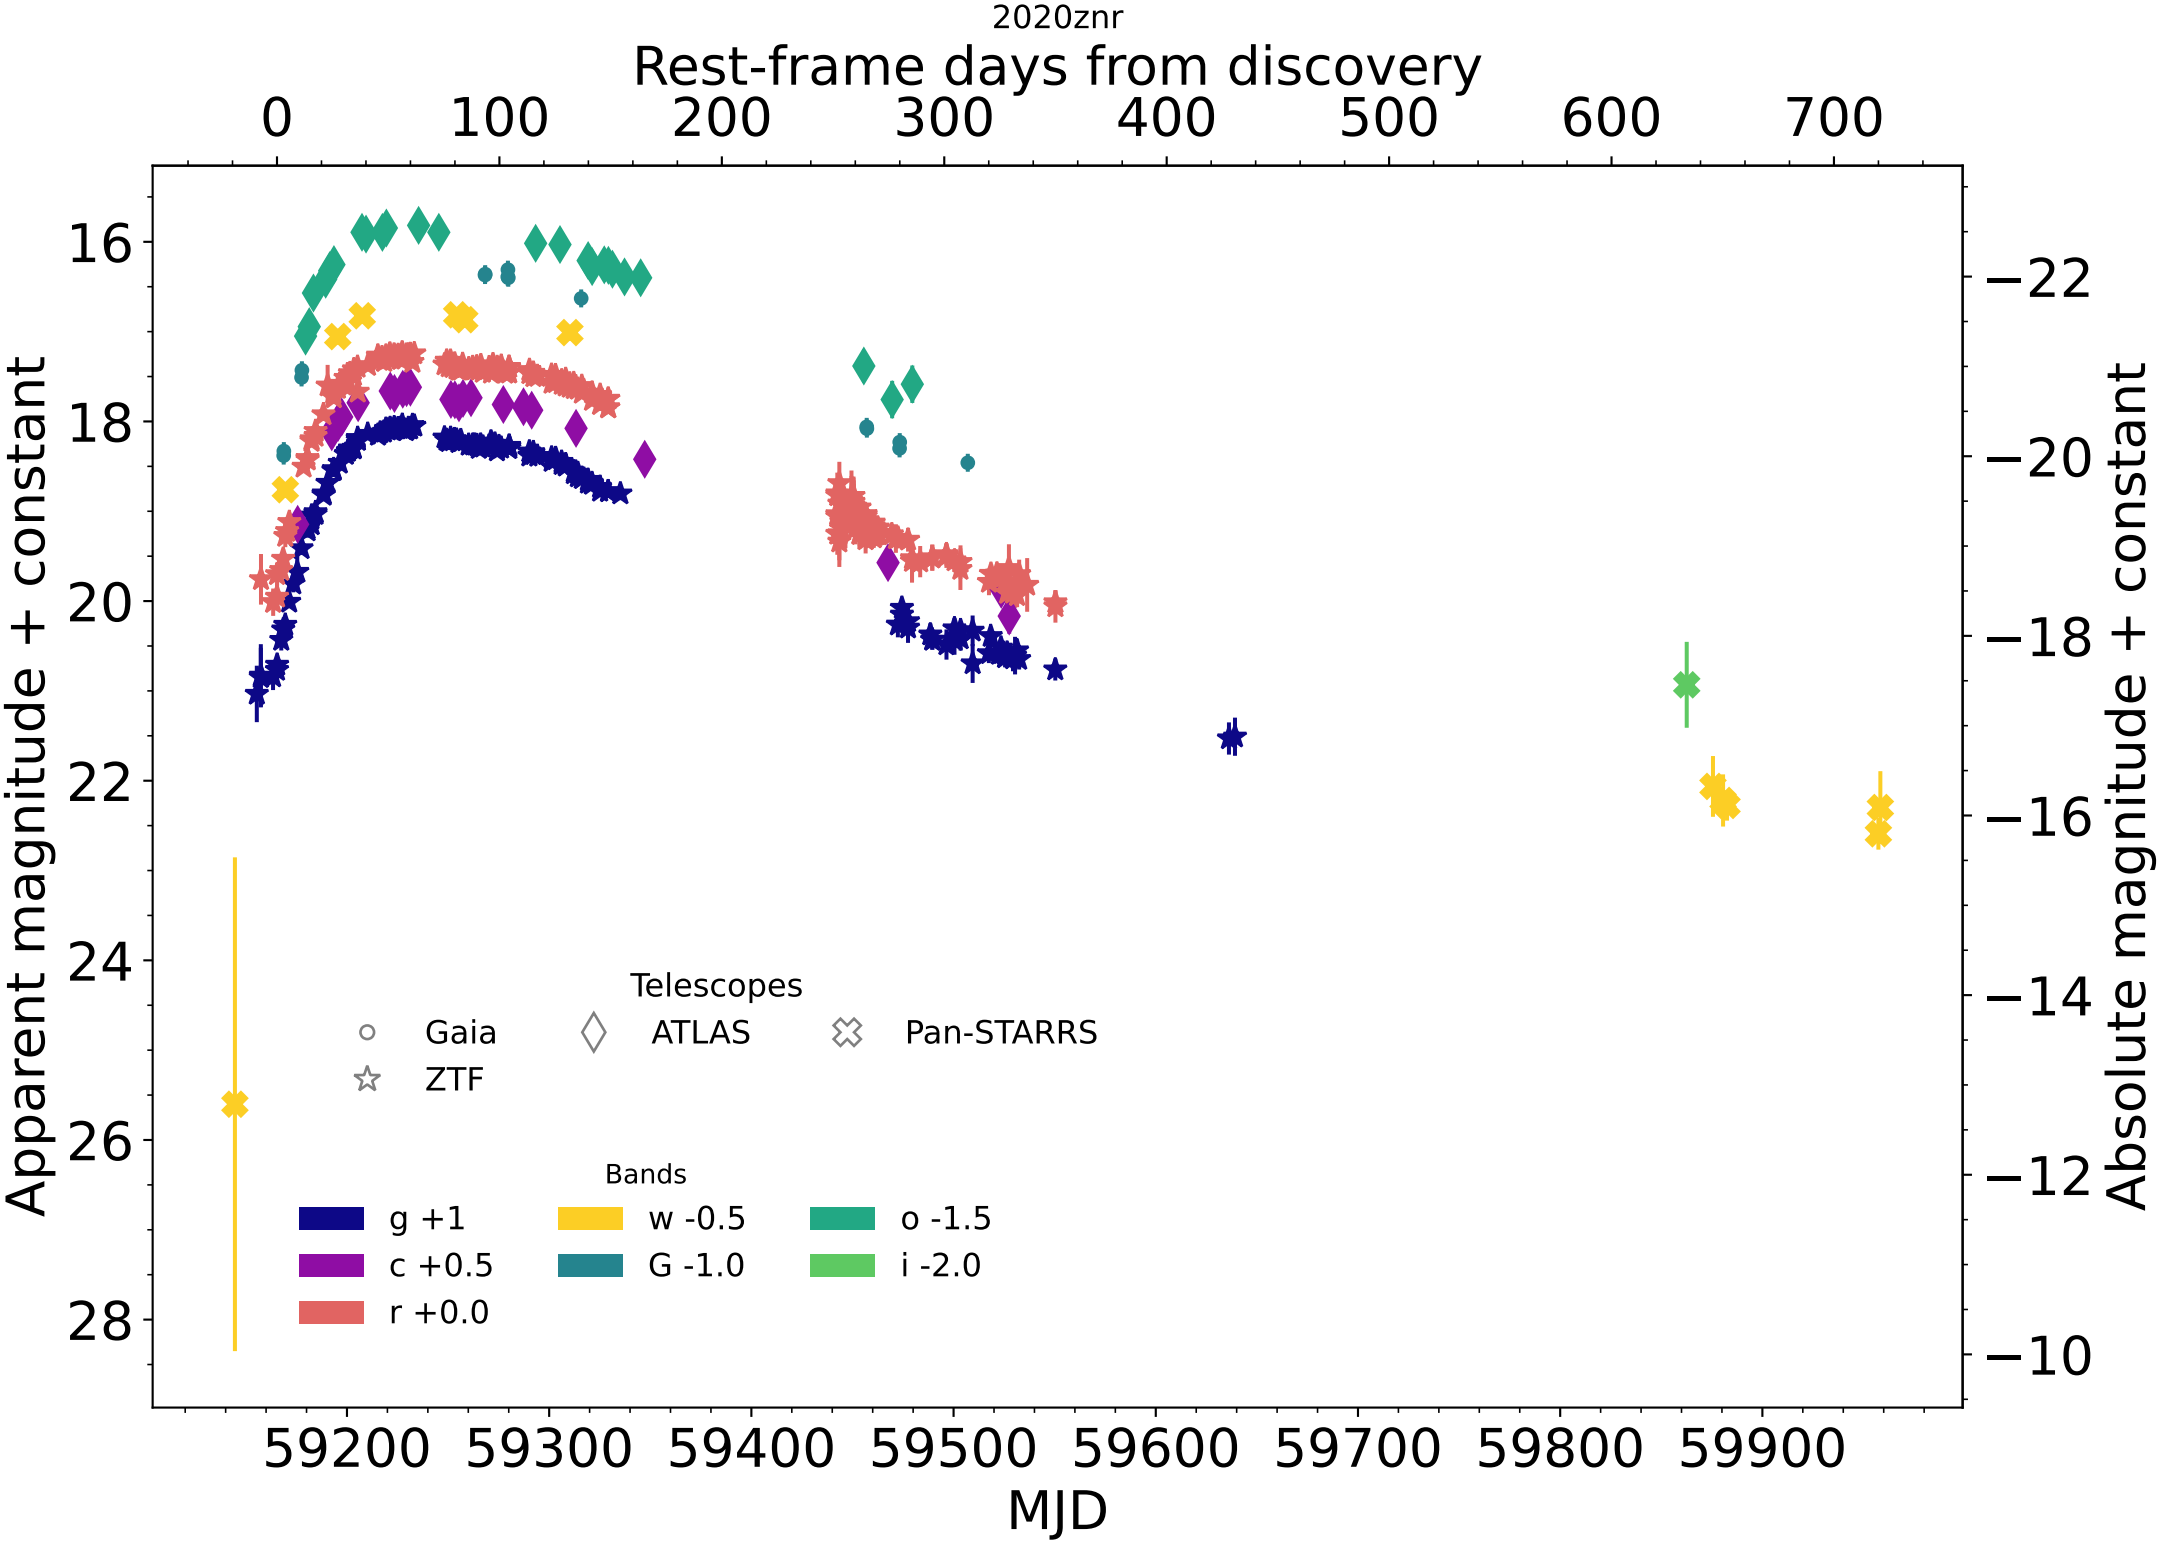 2020znr
Rest-frame days from discovery
0 100 200 300 400 500 600 700
Apparent magnitude + constant
16
18
20
22
24
26
28
−22
−20
−18
−16
−14
−12
−10
Absolute magnitude + constant
Telescopes
Gaia ATLAS Pan-STARRS
ZTF
Bands
g +1 w -0.5 o -1.5
c +0.5 G -1.0 i -2.0
r +0.0
59200 59300 59400 59500 59600 59700 59800 59900
MJD